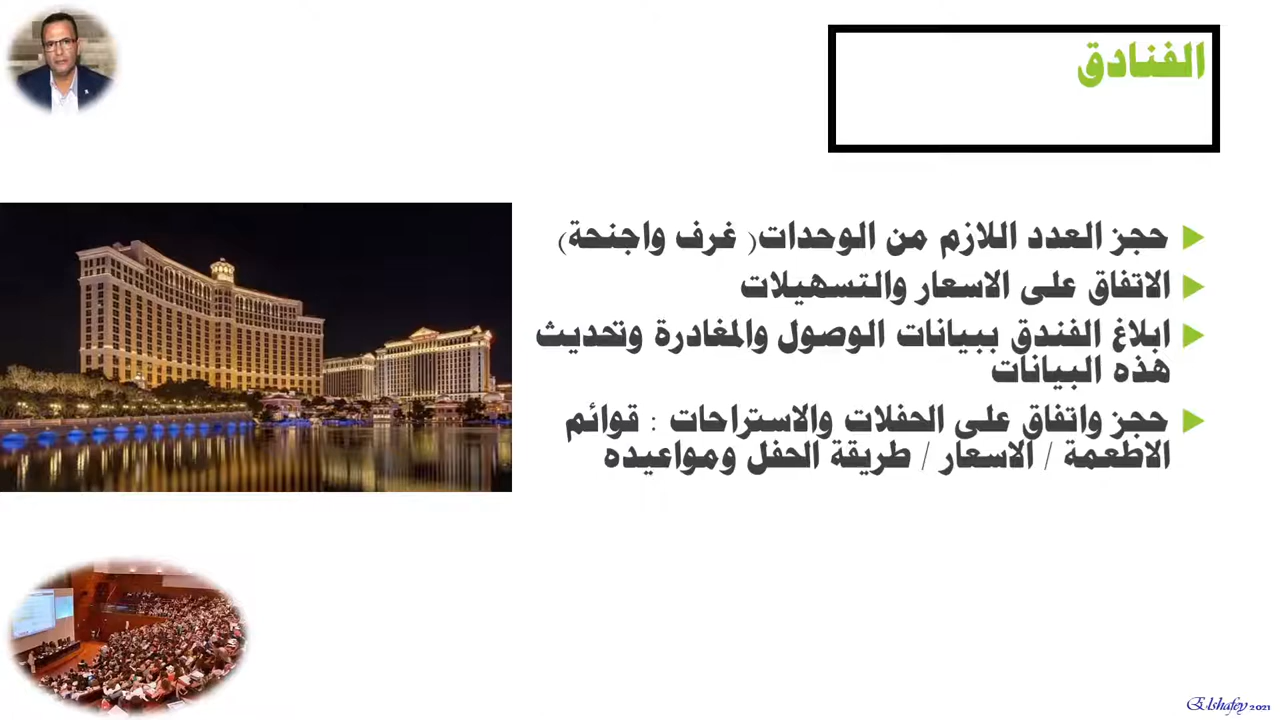 الفنادق
حجز العدد اللازم من الوحدات( غرف واجنحة)
الاتفاق على الاسعار والتسهيلات
ابلاغ الفندق ببيانات الوصول والمغادرة وتحديث
هذه البيانات
حجز واتفاق على الحفلات والاستراحات : قوائم
الاطعمة / الاسعار / طريقة الحفل ومواعيده
Elshafey 2021